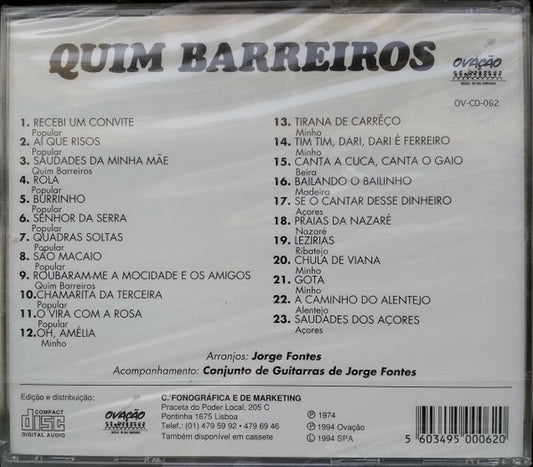 QUIM BARREIROS
OVAÇÃO
OV-CD-062
1. RECEBI UM CONVITE
Popular
2. AÍ QUE RISOS
Popular
3. SAUDADES DA MINHA MÃE
Quim Barreiros
4. ROLA
Popular
5. BURRINHO
Popular
6. SENHOR DA SERRA
Popular
7. QUADRAS SOLTAS
Popular
8. SÃO MACAIO
Popular
9. ROUBARAM-ME A MOCIDADE E OS AMIGOS
Quim Barreiros
10. CHAMARITA DA TERCEIRA
Popular
11. O VIRA COM A ROSA
Popular
12. OH, AMÉLIA
Minho
13. TIRANA DE CARRÊÇO
Minho
14. TIM TIM, DARI, DARI É FERREIRO
Minho
15. CANTA A CUCA, CANTA O GAIO
Beira
16. BAILANDO O BAILINHO
Madeira
17. SE O CANTAR DESSE DINHEIRO
Açores
18. PRAIAS DA NAZARÉ
Nazaré
19. LEZIRIAS
Ribatejo
20. CHULA DE VIANA
Minho
21. GOTA
Minho
22. A CAMINHO DO ALENTEJO
Alentejo
23. SAUDADES DOS AÇORES
Açores
Arranjos: Jorge Fontes
Acompanhamento: Conjunto de Guitarras de Jorge Fontes
Edição e distribuição:
COMPACT
disc
DIGITAL AUDIO
OVAÇÃO
C.ª FONOGRÁFICA E DE MARKETING
Praceta do Poder Local, 205 C
Pontinha 1675 Lisboa
Telef.: (01) 479 59 92 • 479 69 46
Também disponível em cassete
℗ 1974
℗ 1994 Ovação
© 1994 SPA
5 603495 000620